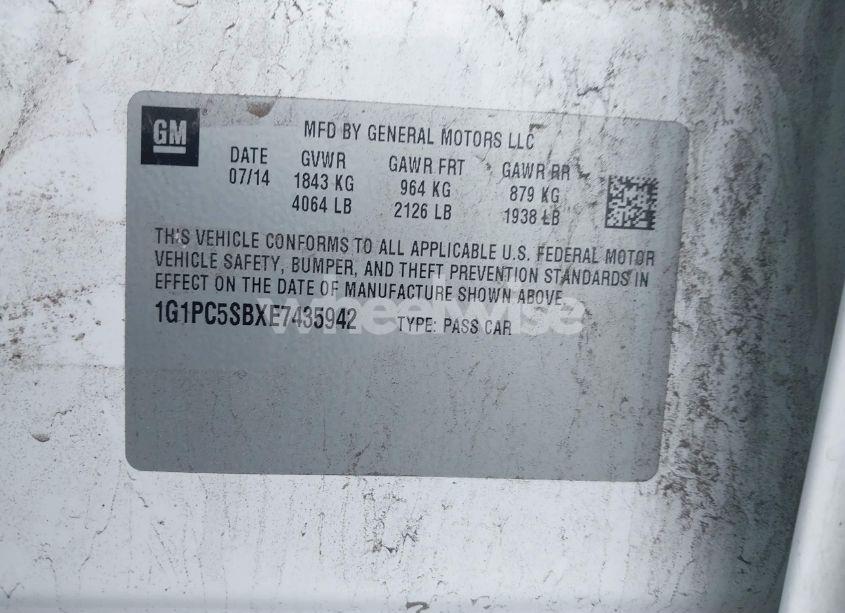 GM
MFD BY GENERAL MOTORS LLC
DATE GVWR GAWR FRT GAWR RR
07/14 1843 KG 964 KG 879 KG
4064 LB 2126 LB 1938 LB
THIS VEHICLE CONFORMS TO ALL APPLICABLE U.S. FEDERAL MOTOR
VEHICLE SAFETY, BUMPER, AND THEFT PREVENTION STANDARDS IN
EFFECT ON THE DATE OF MANUFACTURE SHOWN ABOVE
1G1PC5SBXE7435942 TYPE: PASS CAR
wheelwise